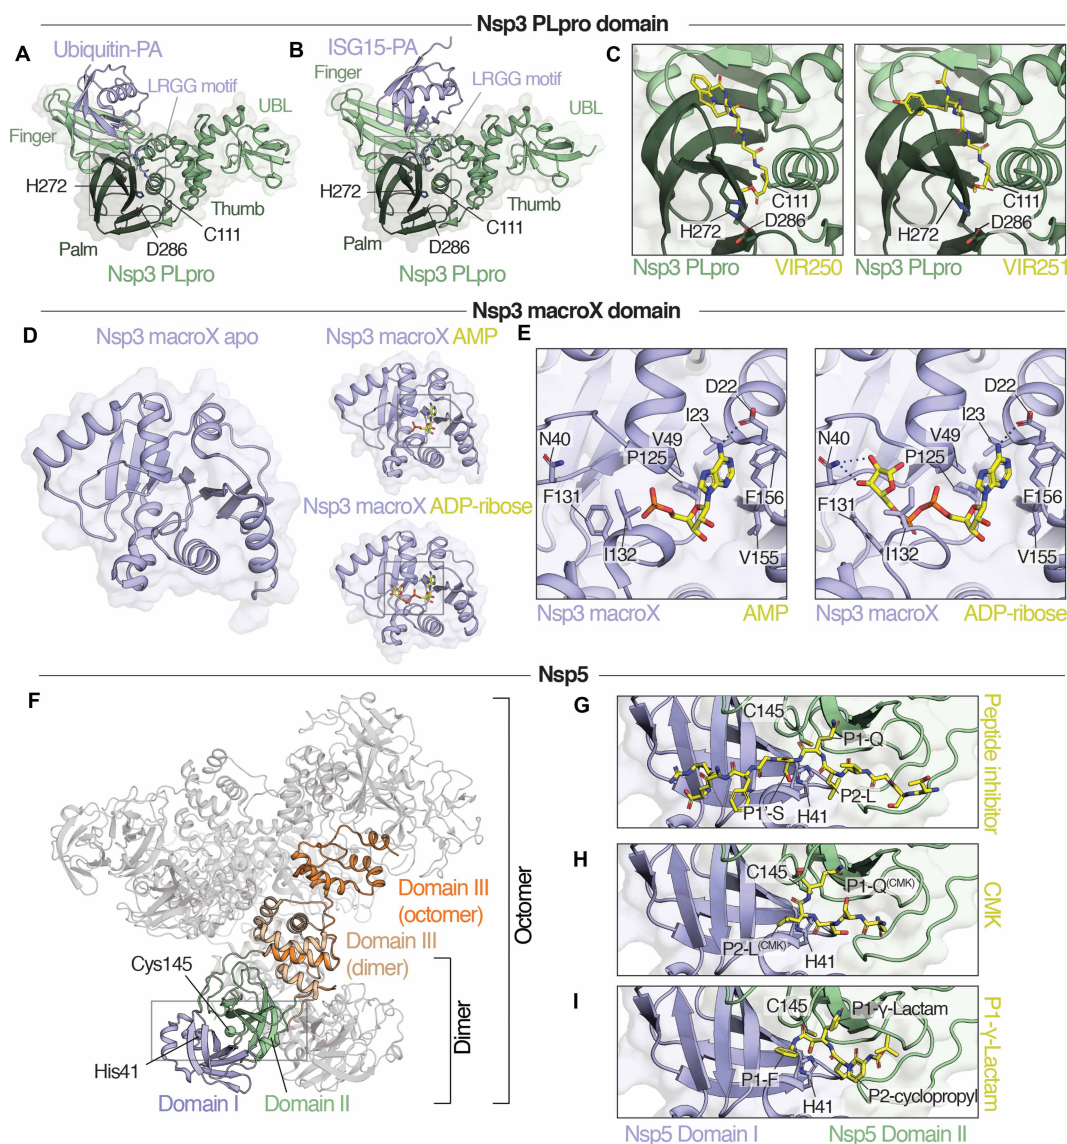 Nsp3 PLpro domain
A
Ubiquitin-PA
LRGG motif
UBL
Finger
H272
Thumb
C111
Palm
D286
Nsp3 PLpro
B
ISG15-PA
Finger
LRGG motif
UBL
H272
Thumb
C111
Palm
D286
Nsp3 PLpro
C
C111
D286
H272
Nsp3 PLpro
VIR250
C111
D286
H272
Nsp3 PLpro
VIR251
Nsp3 macroX domain
D
Nsp3 macroX apo
Nsp3 macroX AMP
Nsp3 macroX ADP-ribose
E
D22
I23
N40
V49
P125
F131
F156
I132
V155
Nsp3 macroX
AMP
D22
I23
N40
V49
P125
F131
F156
I132
V155
Nsp3 macroX
ADP-ribose
Nsp5
F
Domain III
(octomer)
Domain III
(dimer)
Cys145
His41
Domain I
Domain II
Dimer
Octomer
G
C145
P1-Q
P1'-S
H41
P2-L
Peptide inhibitor
H
C145
P1-Q(CMK)
P2-L(CMK)
H41
CMK
I
C145
P1-γ-Lactam
P1-F
H41
P2-cyclopropyl
P1-γ-Lactam
Nsp5 Domain I
Nsp5 Domain II